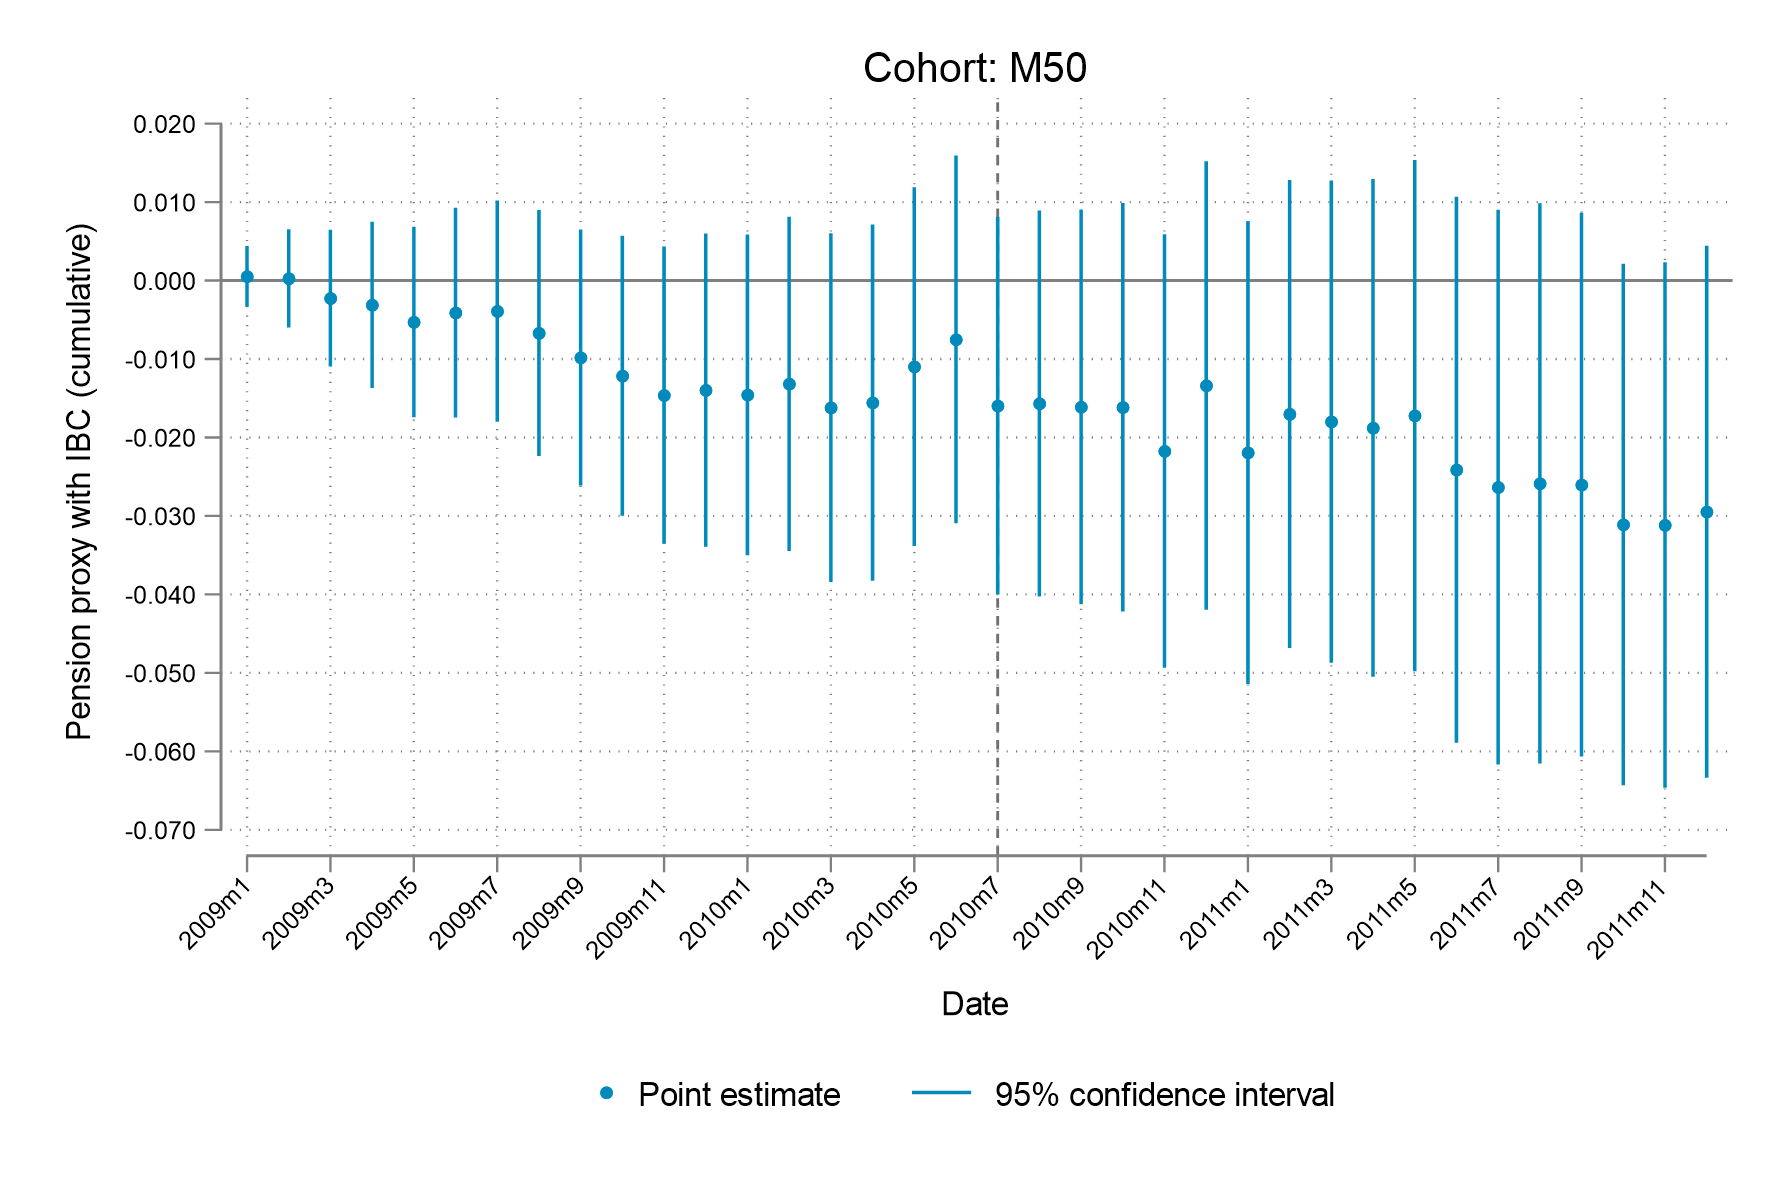 Cohort: M50
Pension proxy with IBC (cumulative)
0.020
0.010
0.000
-0.010
-0.020
-0.030
-0.040
-0.050
-0.060
-0.070
2009m1
2009m3
2009m5
2009m7
2009m9
2009m11
2010m1
2010m3
2010m5
2010m7
2010m9
2010m11
2011m1
2011m3
2011m5
2011m7
2011m9
2011m11
Date
Point estimate
95% confidence interval